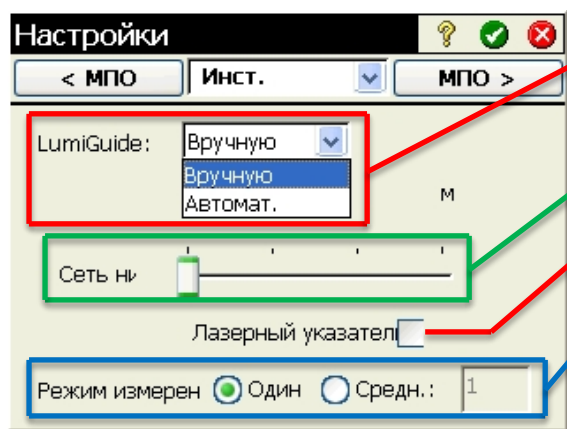 Настройки
< МПО Инст. МПО >
LumiGuide: Вручную
Вручную
Автомат.
м
Сеть ни
Лазерный указател
Режим измерен Один Средн.: 1